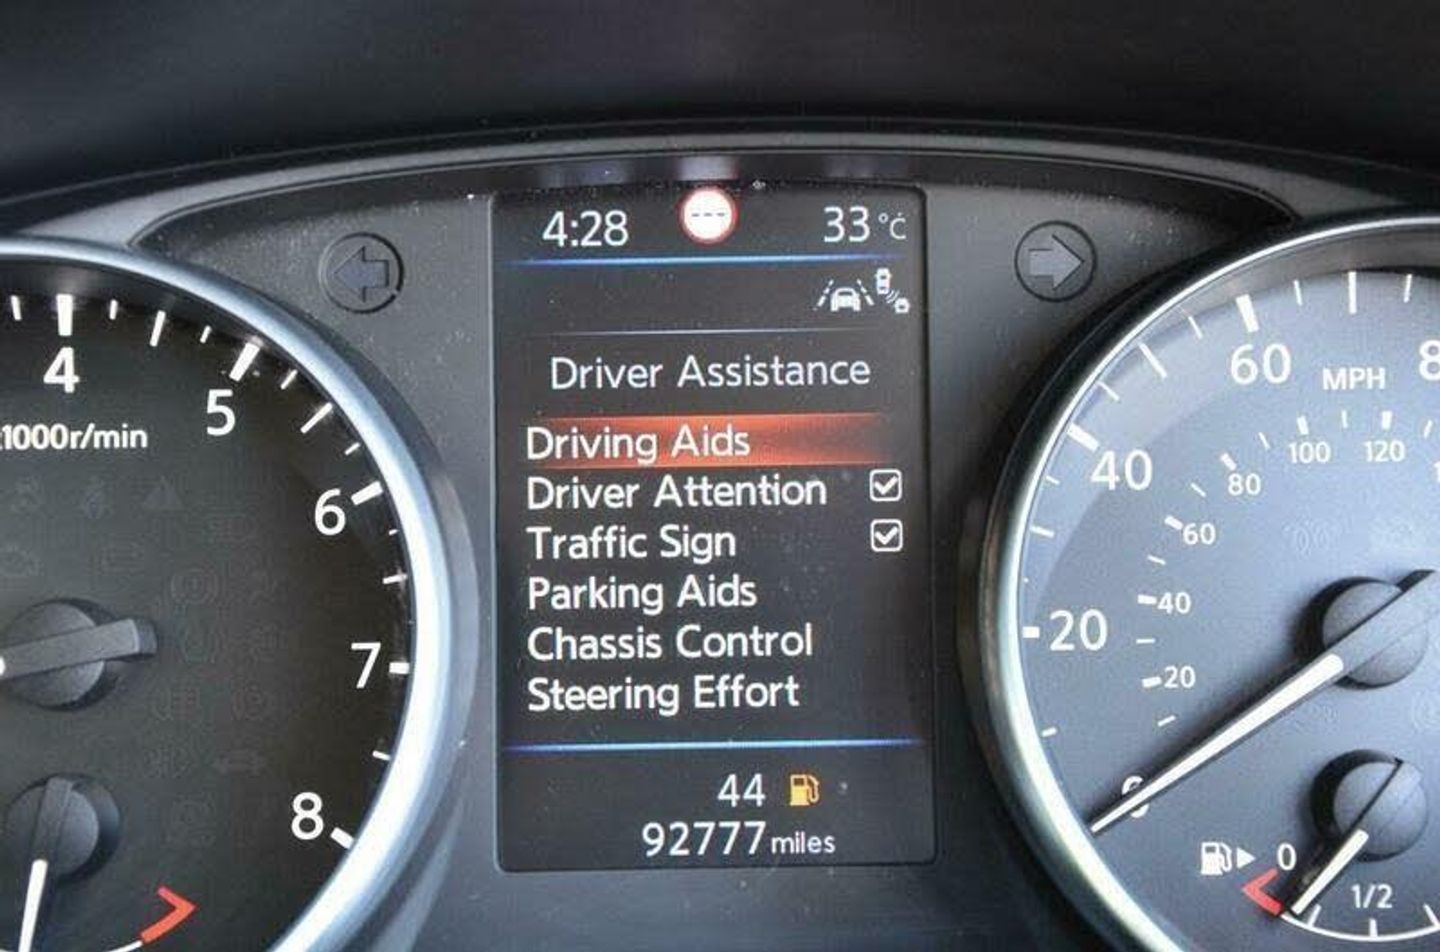 4:28
33 °C
Driver Assistance
Driving Aids
Driver Attention
Traffic Sign
Parking Aids
Chassis Control
Steering Effort
44
92777 miles
4
5
x1000r/min
6
7
8
60
MPH
8
40
100
120
80
60
40
20
20
0
0
1/2